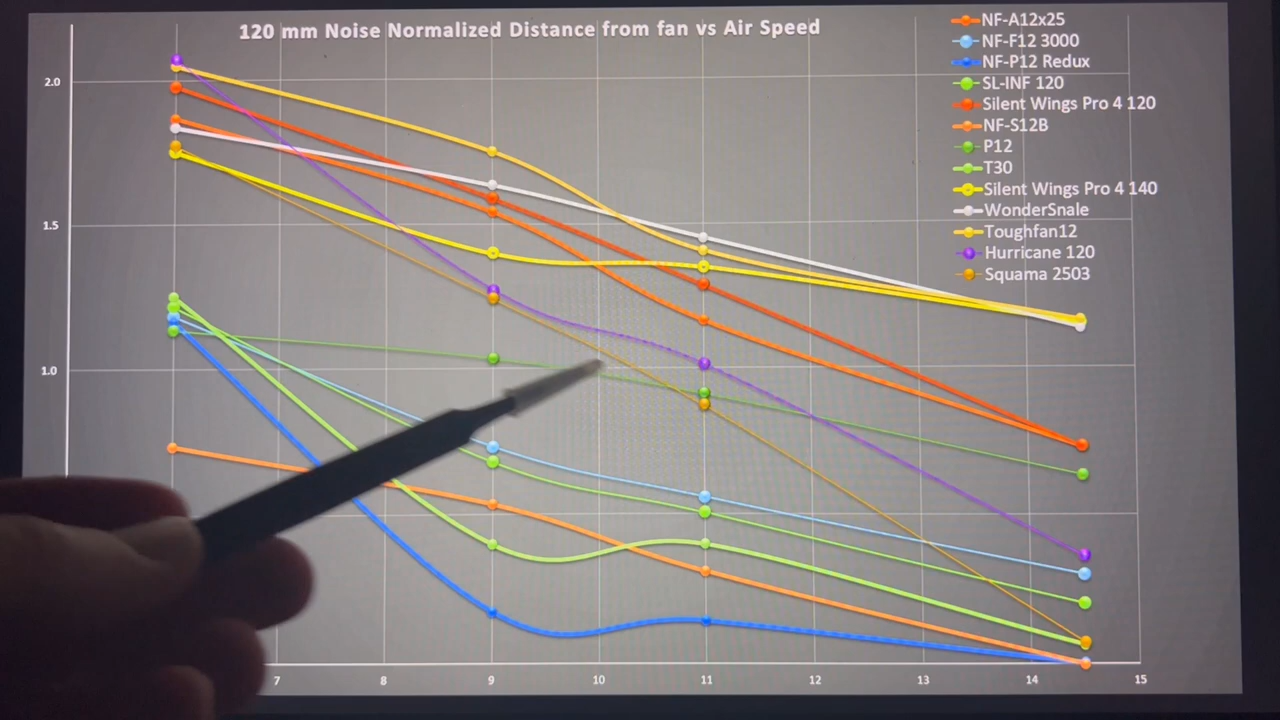 120 mm Noise Normalized Distance from fan vs Air Speed
NF-A12x25
NF-F12 3000
NF-P12 Redux
SL-INF 120
Silent Wings Pro 4 120
NF-S12B
P12
T30
Silent Wings Pro 4 140
WonderSnale
Toughfan12
Hurricane 120
Squama 2503
2.0
1.5
1.0
7 8 9 10 11 12 13 14 15